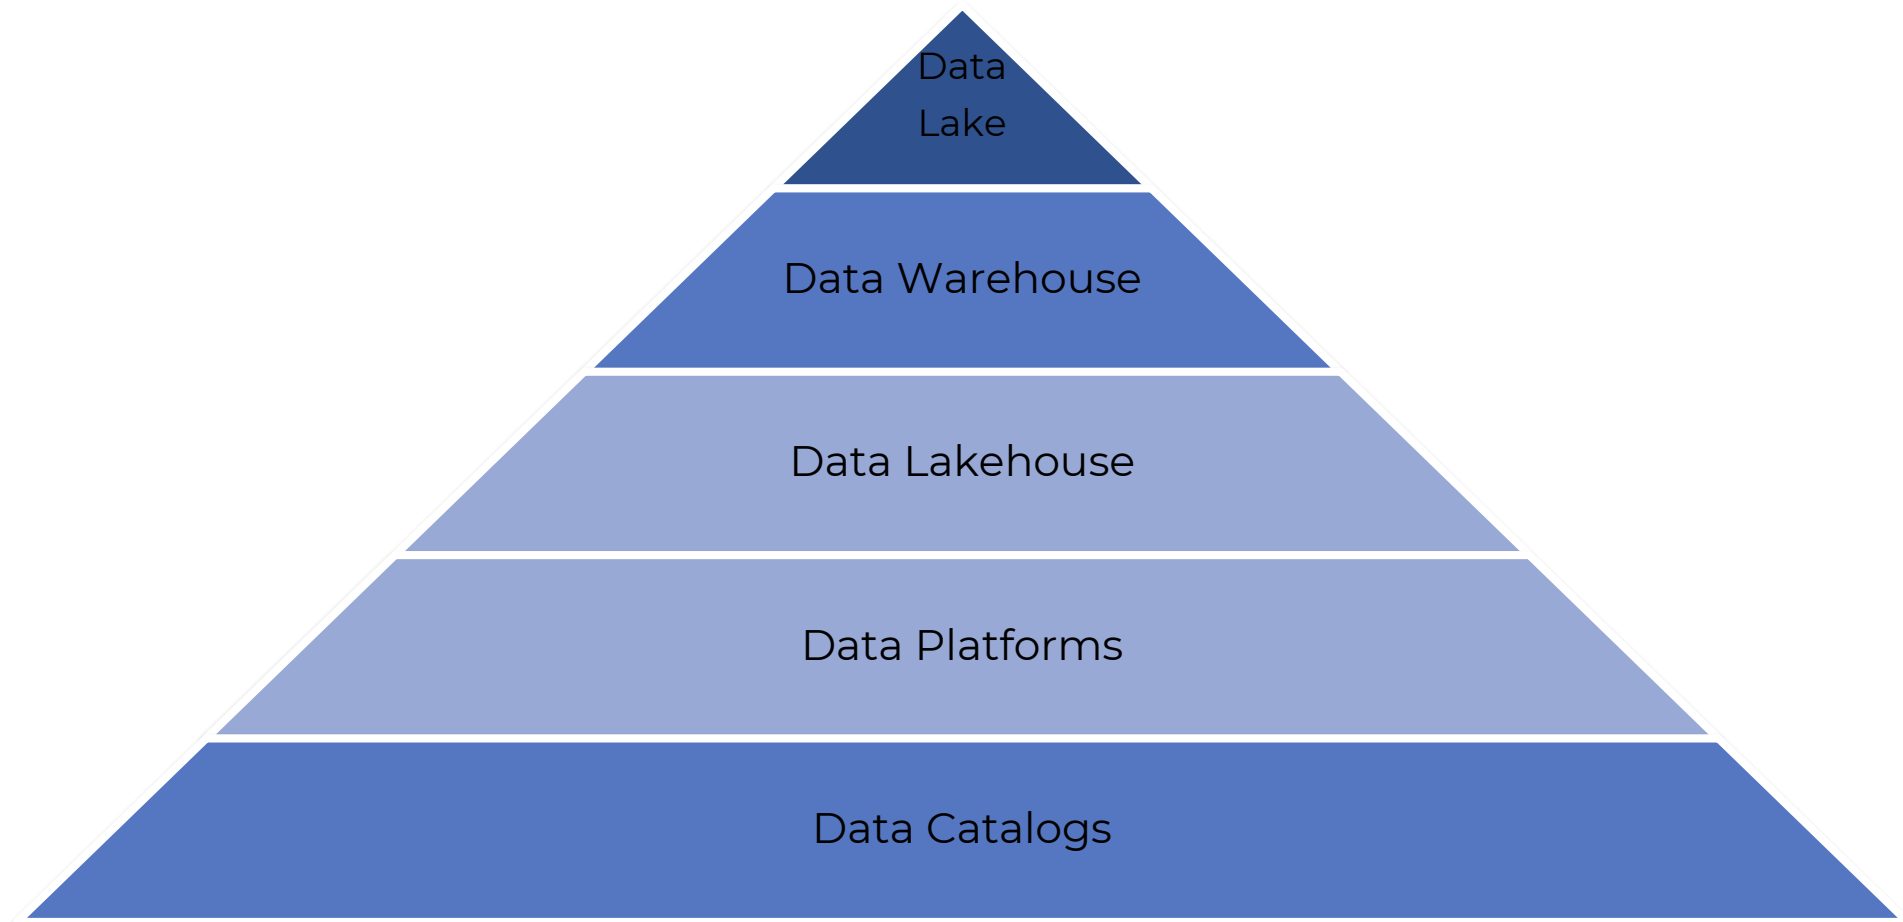 Data
Lake
Data Warehouse
Data Lakehouse
Data Platforms
Data Catalogs